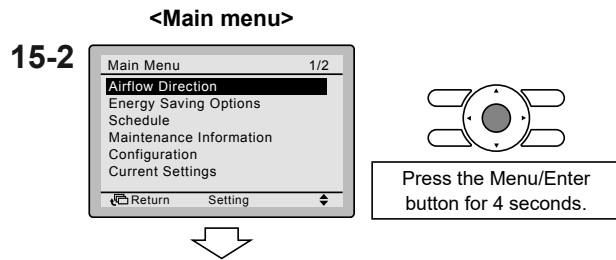 <Main menu>
15-2
Main Menu 1/2
Airflow Direction
Energy Saving Options
Schedule
Maintenance Information
Configuration
Current Settings
Return Setting
Press the Menu/Enter
button for 4 seconds.